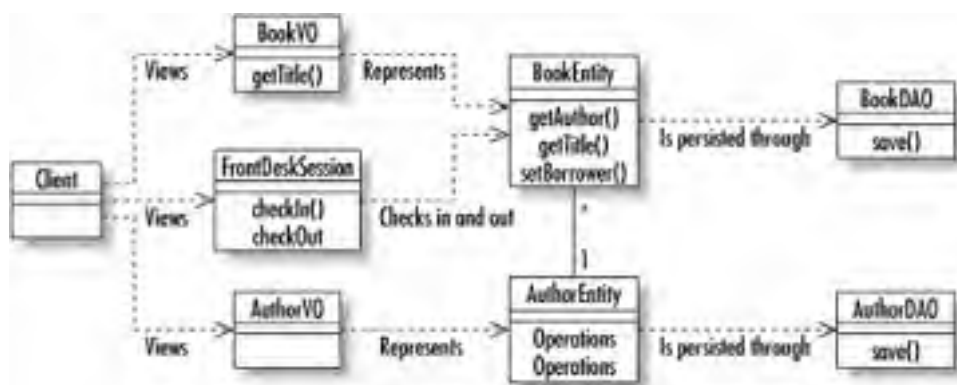 BookVO
getTitle()
Views
Represents
BookEntity
getAuthor()
getTitle()
setBorrower()
Is persisted through
BookDAO
save()
Client
Views
FrontDeskSession
checkIn()
checkOut
Checks in and out
*
1
Views
AuthorVO
Represents
AuthorEntity
Operations
Operations
Is persisted through
AuthorDAO
save()